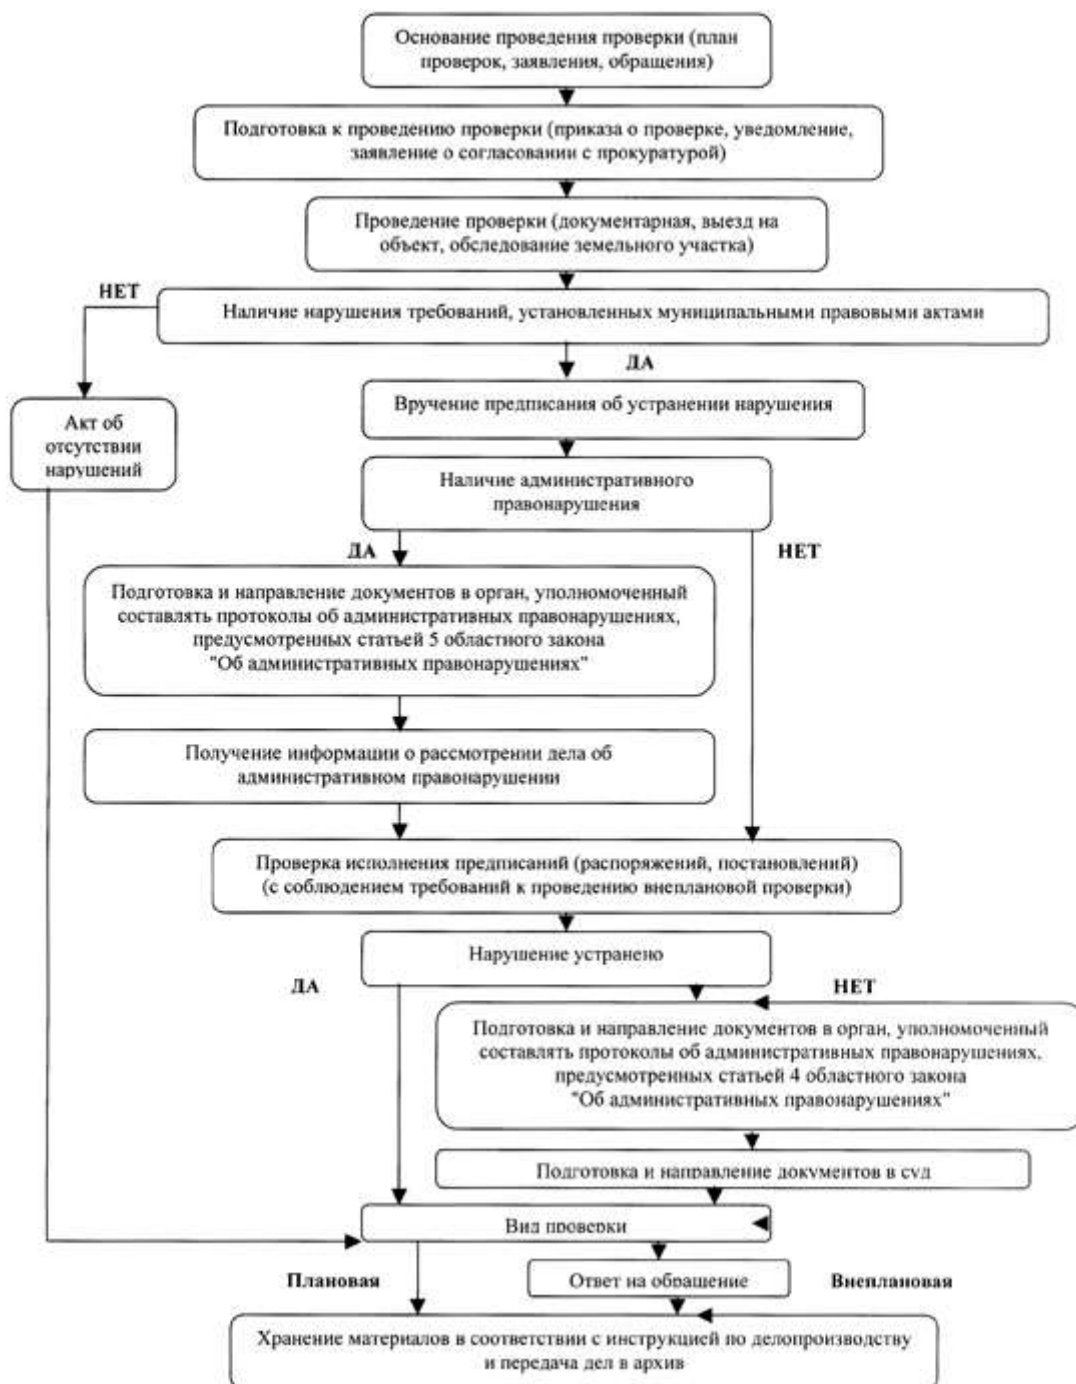 Основание проведения проверки (план
проверок, заявления, обращения)
Подготовка к проведению проверки (приказа о проверке, уведомление,
заявление о согласовании с прокуратурой)
Проведение проверки (документарная, выезд на
объект, обследование земельного участка)
НЕТ
Наличие нарушения требований, установленных муниципальными правовыми актами
ДА
Вручение предписания об устранении нарушения
Акт об
отсутствии
нарушений
Наличие административного
правонарушения
ДА
НЕТ
Подготовка и направление документов в орган, уполномоченный
составлять протоколы об административных правонарушениях,
предусмотренных статьей 5 областного закона
"Об административных правонарушениях"
Получение информации о рассмотрении дела об
административном правонарушении
Проверка исполнения предписаний (распоряжений, постановлений)
(с соблюдением требований к проведению внеплановой проверки)
Нарушение устранено
ДА
НЕТ
Подготовка и направление документов в орган, уполномоченный
составлять протоколы об административных правонарушениях,
предусмотренных статьей 4 областного закона
"Об административных правонарушениях"
Подготовка и направление документов в суд
Вид проверки
Плановая
Ответ на обращение
Внеплановая
Хранение материалов в соответствии с инструкцией по делопроизводству
и передача дел в архив